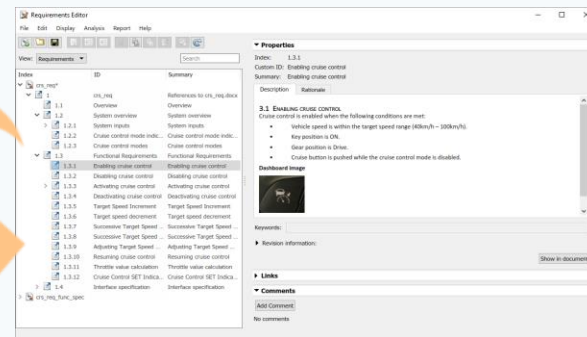 Requirements Editor
File Edit Display Analysis Report Help
View: Requirements Search
Index ID Summary
crs_req*
1 crs_req References to crs_req.docx
1.1 Overview Overview
1.2 System overview System overview
1.2.1 System inputs System inputs
1.2.2 Cruise control mode indic... Cruise control mode indic...
1.2.3 Cruise control modes Cruise control modes
1.3 Functional Requirements Functional Requirements
1.3.1 Enabling cruise control Enabling cruise control
1.3.2 Disabling cruise control Disabling cruise control
1.3.3 Activating cruise control Activating cruise control
1.3.4 Deactivating cruise control Deactivating cruise control
1.3.5 Target Speed Increment Target Speed Increment
1.3.6 Target speed decrement Target speed decrement
1.3.7 Successive Target Speed ... Successive Target Speed ...
1.3.8 Successive Target Speed ... Successive Target Speed ...
1.3.9 Adjusting Target Speed ... Adjusting Target Speed ...
1.3.10 Resuming cruise control Resuming cruise control
1.3.11 Throttle value calculation Throttle value calculation
1.3.12 Cruise Control SET Indica... Cruise Control SET Indica...
1.4 Interface specification Interface specification
crs_req_func_spec
Properties
Index: 1.3.1
Custom ID: Enabling cruise control
Summary: Enabling cruise control
Description Rationale
3.1 ENABLING CRUISE CONTROL
Cruise control is enabled when the following conditions are met:
• Vehicle speed is within the target speed range (40km/h – 100km/h).
• Key position is ON.
• Gear position is Drive.
• Cruise button is pushed while the cruise control mode is disabled.
Dashboard image
Keywords:
Revision information:
Show in document
Links
Comments
Add Comment
No comments